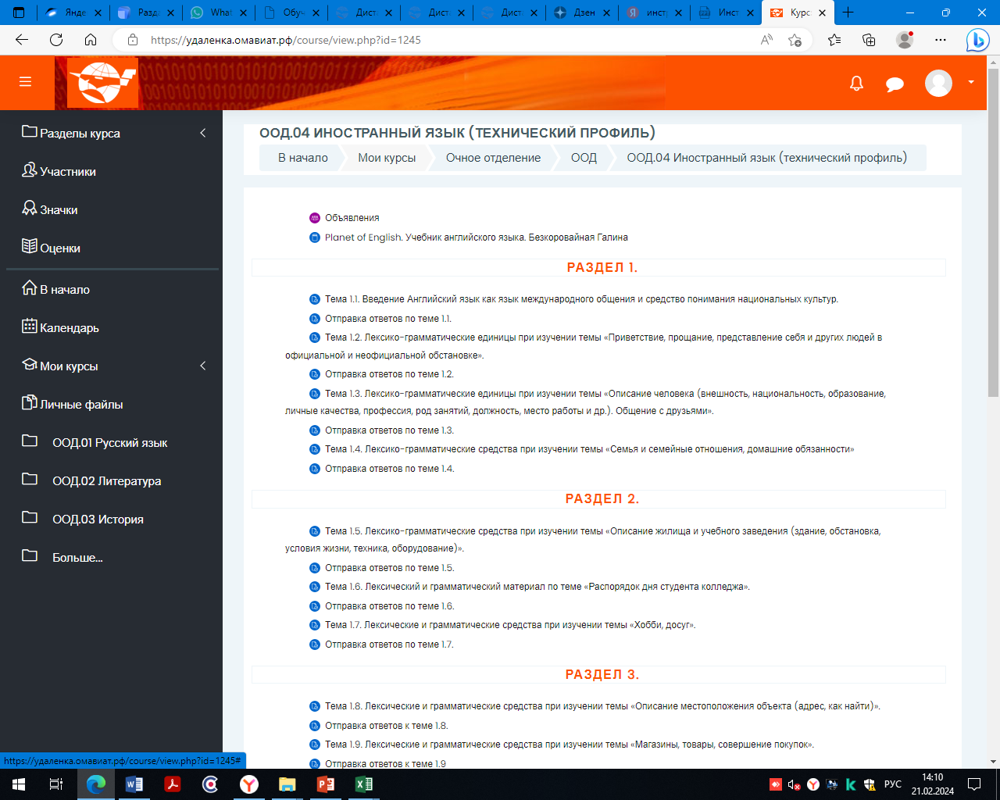 Янде
Разд
What
Обуч
Дист
Дист
Дист
Дзен
инст
Инст
Курс
https://удаленка.омавиат.рф/course/view.php?id=1245
Разделы курса
Участники
Значки
Оценки
В начало
Календарь
Мои курсы
Личные файлы
ООД.01 Русский язык
ООД.02 Литература
ООД.03 История
Больше...
ООД.04 ИНОСТРАННЫЙ ЯЗЫК (ТЕХНИЧЕСКИЙ ПРОФИЛЬ)
В начало Мои курсы Очное отделение ООД ООД.04 Иностранный язык (технический профиль)
Объявления
Planet of English. Учебник английского языка. Безкоровайная Галина
РАЗДЕЛ 1.
Тема 1.1. Введение Английский язык как язык международного общения и средство понимания национальных культур.
Отправка ответов по теме 1.1.
Тема 1.2. Лексико-грамматические единицы при изучении темы «Приветствие, прощание, представление себя и других людей в
официальной и неофициальной обстановке».
Отправка ответов по теме 1.2.
Тема 1.3. Лексико-грамматические единицы при изучении темы «Описание человека (внешность, национальность, образование,
личные качества, профессия, род занятий, должность, место работы и др.). Общение с друзьями».
Отправка ответов по теме 1.3.
Тема 1.4. Лексико-грамматические средства при изучении темы «Семья и семейные отношения, домашние обязанности»
Отправка ответов по теме 1.4.
РАЗДЕЛ 2.
Тема 1.5. Лексико-грамматические средства при изучении темы «Описание жилища и учебного заведения (здание, обстановка,
условия жизни, техника, оборудование)».
Отправка ответов по теме 1.5.
Тема 1.6. Лексический и грамматический материал по теме «Распорядок дня студента колледжа».
Отправка ответов по теме 1.6.
Тема 1.7. Лексические и грамматические средства при изучении темы «Хобби, досуг».
Отправка ответов по теме 1.7.
РАЗДЕЛ 3.
Тема 1.8. Лексические и грамматические средства при изучении темы «Описание местоположения объекта (адрес, как найти)».
Отправка ответов к теме 1.8.
Тема 1.9. Лексические и грамматические средства при изучении темы «Магазины, товары, совершение покупок».
Отправка ответов к теме 1.9
https://удаленка.омавиат.рф/course/view.php?id=1245#
РУС
14:10
21.02.2024